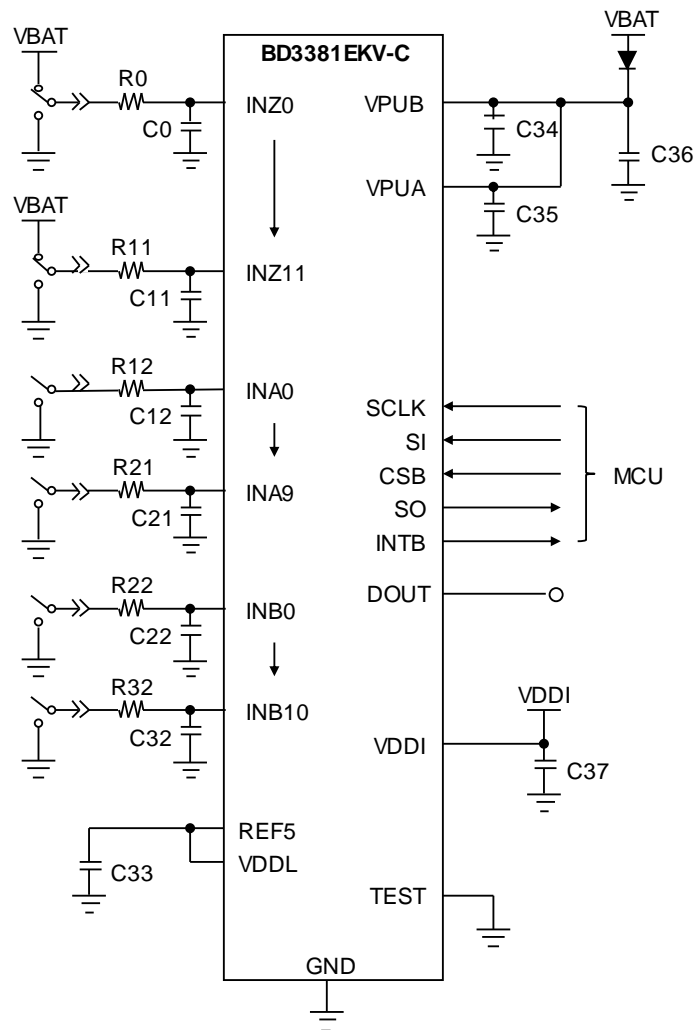 VBAT
VBAT
BD3381EKV-C
R0
INZ0
VPUB
C0
C34
C36
VPUA
C35
VBAT
R11
INZ11
C11
R12
INA0
C12
SCLK
SI
R21
CSB
MCU
INA9
C21
SO
INTB
R22
DOUT
INB0
C22
R32
VDDI
INB10
C32
VDDI
C37
REF5
VDDL
C33
TEST
GND